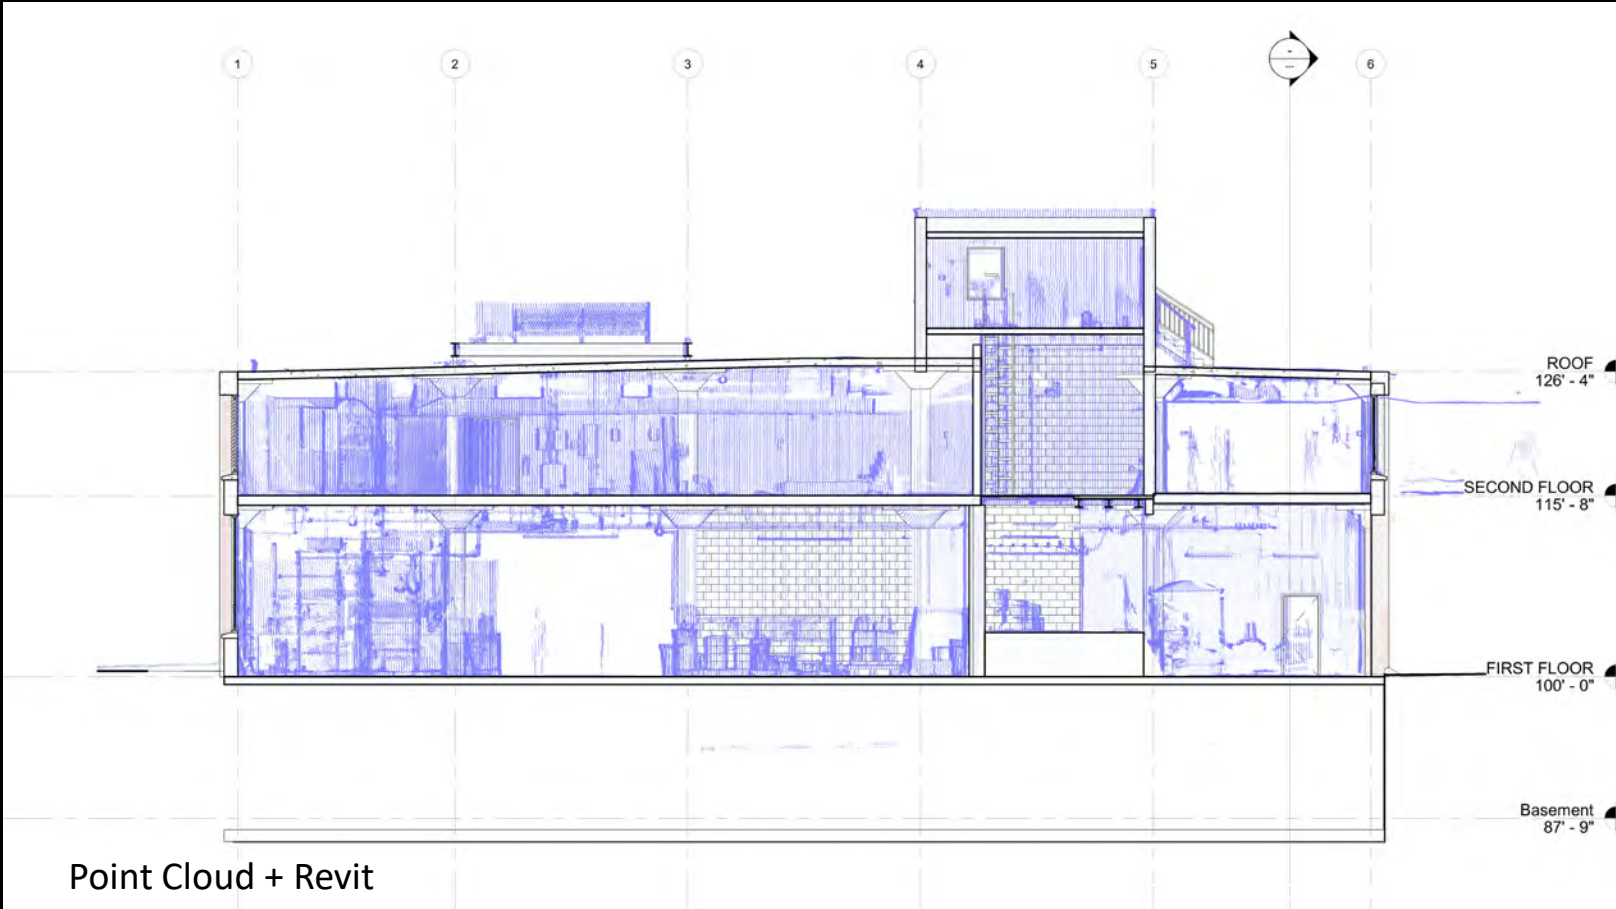 1
2
3
4
5
6
-
--
ROOF
126' - 4"
SECOND FLOOR
115' - 8"
FIRST FLOOR
100' - 0"
Basement
87' - 9"
Point Cloud + Revit